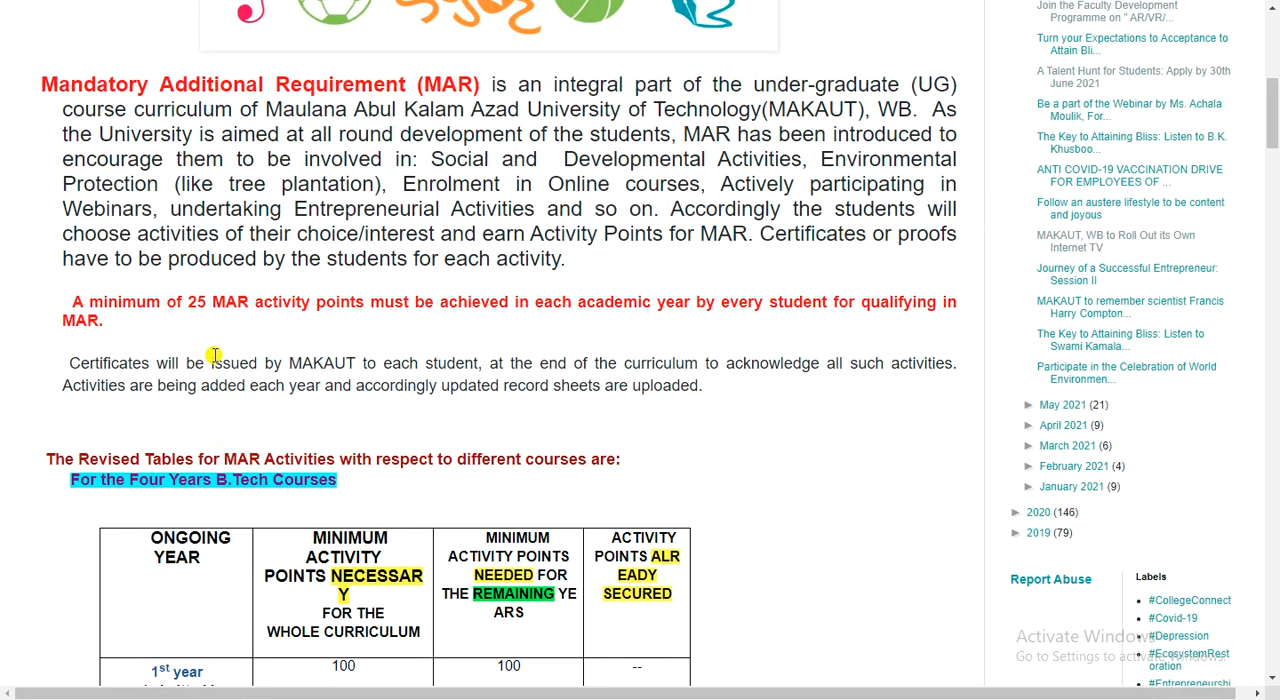 Mandatory Additional Requirement (MAR) is an integral part of the under-graduate (UG)
course curriculum of Maulana Abul Kalam Azad University of Technology(MAKAUT), WB. As
the University is aimed at all round development of the students, MAR has been introduced to
encourage them to be involved in: Social and Developmental Activities, Environmental
Protection (like tree plantation), Enrolment in Online courses, Actively participating in
Webinars, undertaking Entrepreneurial Activities and so on. Accordingly the students will
choose activities of their choice/interest and earn Activity Points for MAR. Certificates or proofs
have to be produced by the students for each activity.
A minimum of 25 MAR activity points must be achieved in each academic year by every student for qualifying in
MAR.
Certificates will be issued by MAKAUT to each student, at the end of the curriculum to acknowledge all such activities.
Activities are being added each year and accordingly updated record sheets are uploaded.
The Revised Tables for MAR Activities with respect to different courses are:
For the Four Years B.Tech Courses
ONGOING
YEAR
MINIMUM
ACTIVITY
POINTS NECESSAR
Y
FOR THE
WHOLE CURRICULUM
MINIMUM
ACTIVITY POINTS
NEEDED FOR
THE REMAINING YE
ARS
ACTIVITY
POINTS ALR
EADY
SECURED
1st year
100
100
--
Join the Faculty Development
Programme on " AR/VR/...
Turn your Expectations to Acceptance to
Attain Bli...
A Talent Hunt for Students: Apply by 30th
June 2021
Be a part of the Webinar by Ms. Achala
Moulik, For...
The Key to Attaining Bliss: Listen to B.K.
Khusboo...
ANTI COVID-19 VACCINATION DRIVE
FOR EMPLOYEES OF ...
Follow an austere lifestyle to be content
and joyous
MAKAUT, WB to Roll Out its Own
Internet TV
Journey of a Successful Entrepreneur:
Session II
MAKAUT to remember scientist Francis
Harry Compton...
The Key to Attaining Bliss: Listen to
Swami Kamala...
Participate in the Celebration of World
Environmen...
► May 2021 (21)
► April 2021 (9)
► March 2021 (6)
► February 2021 (4)
► January 2021 (9)
► 2020 (146)
► 2019 (79)
Report Abuse
Labels
• #CollegeConnect
• #Covid-19
• #Depression
• #EcosystemRest
oration
• #Entrepreneurshi
Activate Windows
Go to Settings to activate Windows.